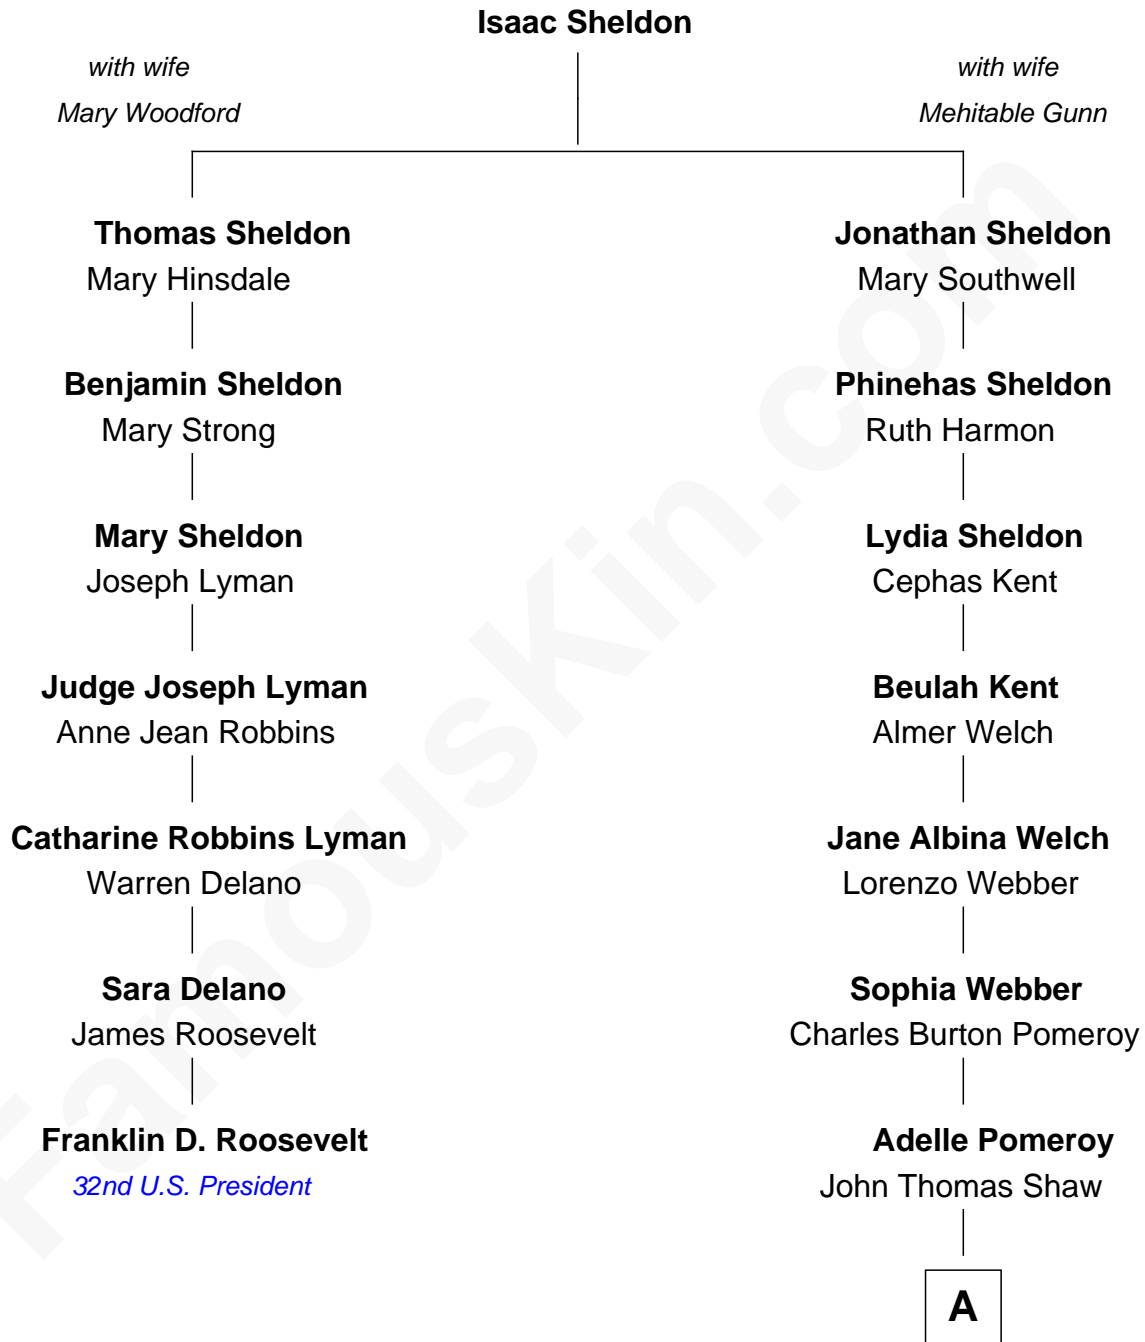 Isaac Sheldon
with wife
Mary Woodford
with wife
Mehitable Gunn
Thomas Sheldon
Mary Hinsdale
Jonathan Sheldon
Mary Southwell
Benjamin Sheldon
Mary Strong
Phinehas Sheldon
Ruth Harmon
Mary Sheldon
Joseph Lyman
Lydia Sheldon
Cephas Kent
Judge Joseph Lyman
Anne Jean Robbins
Beulah Kent
Almer Welch
Catharine Robbins Lyman
Warren Delano
Jane Albina Welch
Lorenzo Webber
Sara Delano
James Roosevelt
Sophia Webber
Charles Burton Pomeroy
Franklin D. Roosevelt
32nd U.S. President
Adelle Pomeroy
John Thomas Shaw
A
FamousKin.com